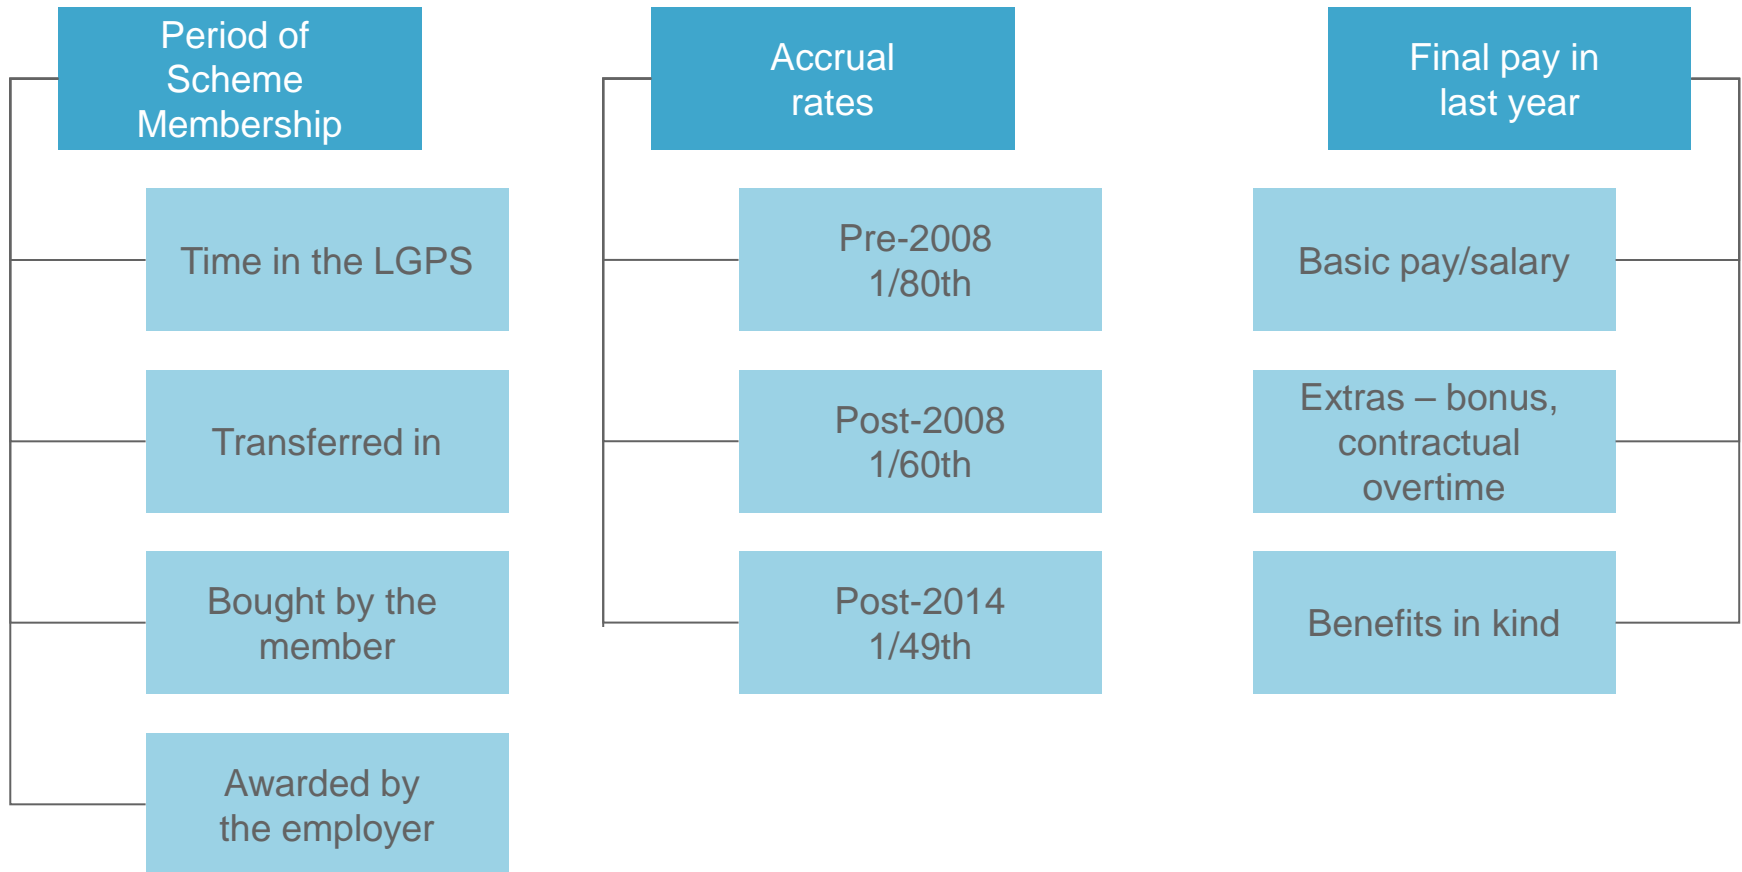 Period of
Scheme
Membership
Time in the LGPS
Transferred in
Bought by the
member
Awarded by
the employer
Accrual
rates
Pre-2008
1/80th
Post-2008
1/60th
Post-2014
1/49th
Final pay in
last year
Basic pay/salary
Extras – bonus,
contractual
overtime
Benefits in kind